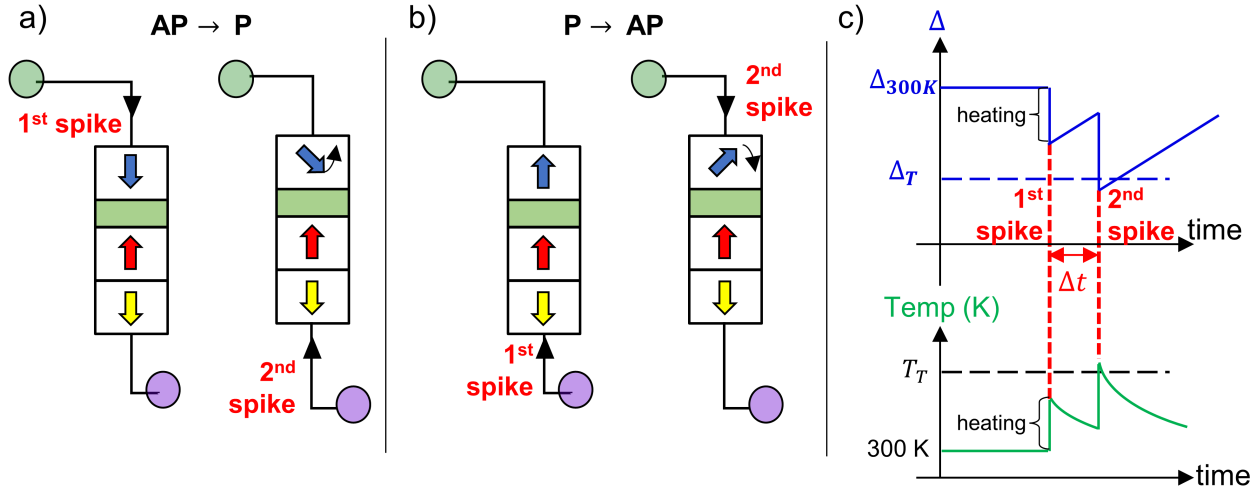 a)
AP → P
1st spike
2nd
spike
b)
P → AP
1st
spike
2nd
spike
c)
Δ
Δ300K
heating
ΔT
1st
spike
2nd
spike
time
Δt
Temp (K)
TT
heating
300 K
time